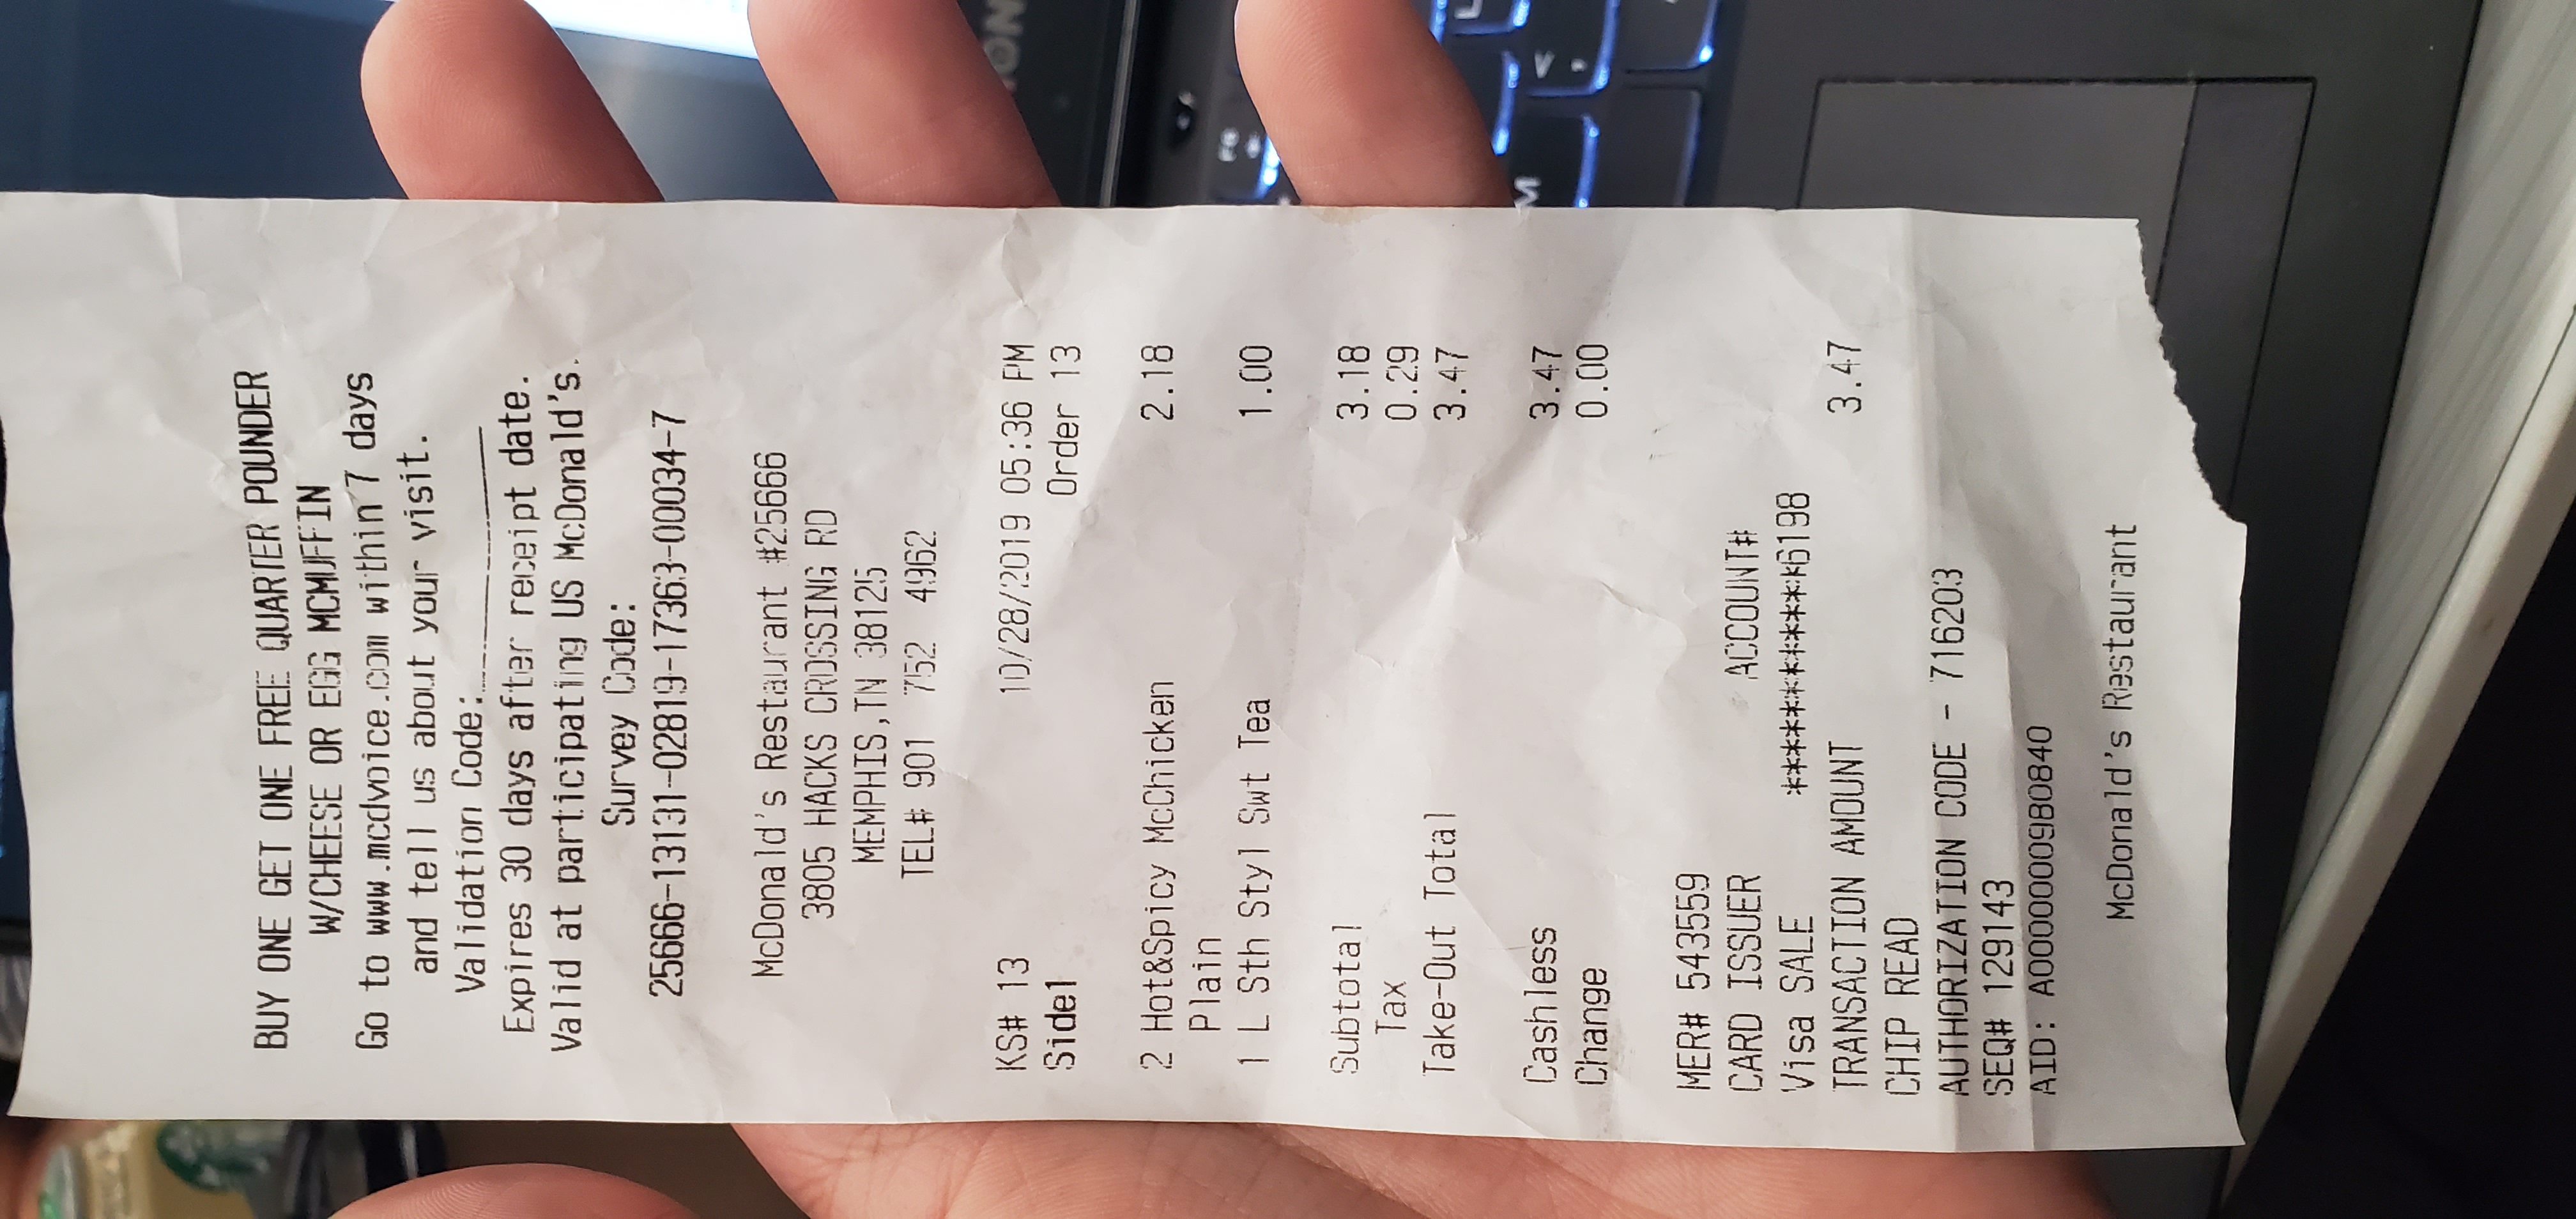 BUY ONE GET ONE FREE QUARTER POUNDER
W/CHEESE OR EGG MCMUFFIN
Go to www.mcdvoice.com within 7 days
and tell us about your visit.
Validation Code:____________
Expires 30 days after receipt date.
Valid at participating US McDonald's.
Survey Code:
25666-13131-02819-17363-00034-7
McDonald's Restaurant #25666
3805 HACKS CROSSING RD
MEMPHIS,TN 38125
TEL# 901 752 4962
KS# 13 10/28/2019 05:36 PM
Side1 Order 13
2 Hot&Spicy McChicken 2.18
Plain
1 L Sth Styl Swt Tea 1.00
Subtotal 3.18
Tax 0.29
Take-Out Total 3.47
Cashless 3.47
Change 0.00
MER# 543559
CARD ISSUER ACCOUNT#
Visa SALE ************6198
TRANSACTION AMOUNT 3.47
CHIP READ
AUTHORIZATION CODE - 716203
SEQ# 129143
AID: A0000000980840
McDonald's Restaurant
F8
M
<
,